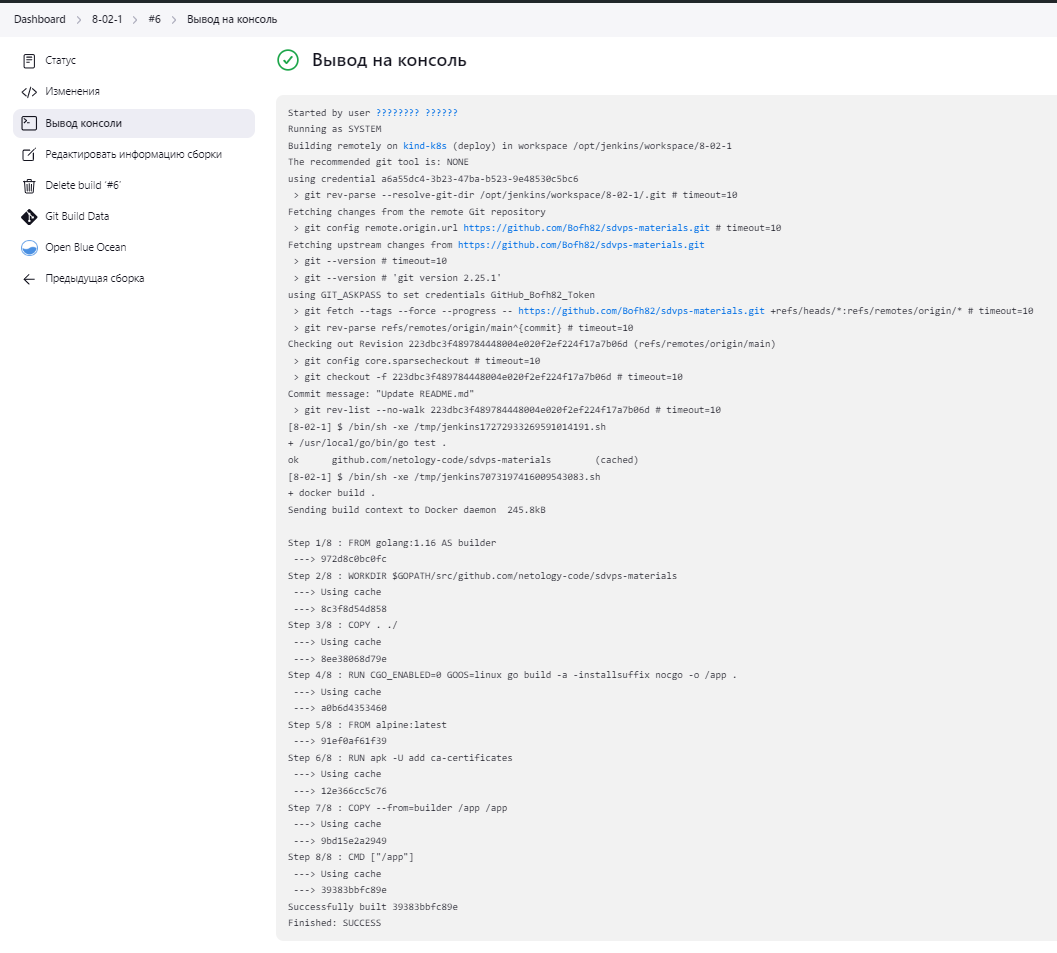 Dashboard > 8-02-1 > #6 > Вывод на консоль
Статус
Изменения
Вывод консоли
Редактировать информацию сборки
Delete build ‘#6’
Git Build Data
Open Blue Ocean
Предыдущая сборка
Вывод на консоль
Started by user ???????? ??????
Running as SYSTEM
Building remotely on kind-k8s (deploy) in workspace /opt/jenkins/workspace/8-02-1
The recommended git tool is: NONE
using credential a6a55dc4-3b23-47ba-b523-9e48530c5bc6
> git rev-parse --resolve-git-dir /opt/jenkins/workspace/8-02-1/.git # timeout=10
Fetching changes from the remote Git repository
> git config remote.origin.url https://github.com/Bofh82/sdvps-materials.git # timeout=10
Fetching upstream changes from https://github.com/Bofh82/sdvps-materials.git
> git --version # timeout=10
> git --version # 'git version 2.25.1'
using GIT_ASKPASS to set credentials GitHub_Bofh82_Token
> git fetch --tags --force --progress -- https://github.com/Bofh82/sdvps-materials.git +refs/heads/*:refs/remotes/origin/* # timeout=10
> git rev-parse refs/remotes/origin/main^{commit} # timeout=10
Checking out Revision 223dbc3f489784448004e020f2ef224f17a7b06d (refs/remotes/origin/main)
> git config core.sparsecheckout # timeout=10
> git checkout -f 223dbc3f489784448004e020f2ef224f17a7b06d # timeout=10
Commit message: "Update README.md"
> git rev-list --no-walk 223dbc3f489784448004e020f2ef224f17a7b06d # timeout=10
[8-02-1] $ /bin/sh -xe /tmp/jenkins17272933269591014191.sh
+ /usr/local/go/bin/go test .
ok github.com/netology-code/sdvps-materials (cached)
[8-02-1] $ /bin/sh -xe /tmp/jenkins7073197416009543083.sh
+ docker build .
Sending build context to Docker daemon 245.8kB
Step 1/8 : FROM golang:1.16 AS builder
---> 972d8c0bc0fc
Step 2/8 : WORKDIR $GOPATH/src/github.com/netology-code/sdvps-materials
---> Using cache
---> 8c3f8d54d858
Step 3/8 : COPY . ./
---> Using cache
---> 8ee38068d79e
Step 4/8 : RUN CGO_ENABLED=0 GOOS=linux go build -a -installsuffix nocgo -o /app .
---> Using cache
---> a0b6d4353460
Step 5/8 : FROM alpine:latest
---> 91ef0af61f39
Step 6/8 : RUN apk -U add ca-certificates
---> Using cache
---> 12e366cc5c76
Step 7/8 : COPY --from=builder /app /app
---> Using cache
---> 9bd15e2a2949
Step 8/8 : CMD ["/app"]
---> Using cache
---> 39383bbfc89e
Successfully built 39383bbfc89e
Finished: SUCCESS